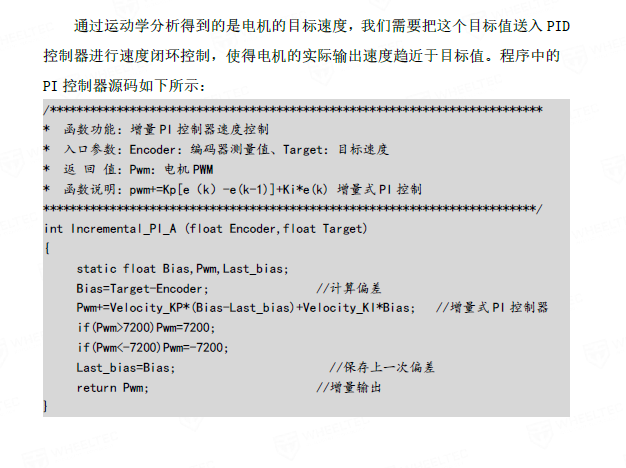 通过运动学分析得到的是电机的目标速度，我们需要把这个目标值送入 PID
控制器进行速度闭环控制，使得电机的实际输出速度趋近于目标值。程序中的
PI 控制器源码如下所示：
/**************************************************************************
* 函数功能：增量 PI 控制器速度控制
* 入口参数：Encoder：编码器测量值、Target：目标速度
* 返 回 值：Pwm：电机 PWM
* 函数说明：pwm+=Kp[e（k）-e(k-1)]+Ki*e(k) 增量式 PI 控制
**************************************************************************/
int Incremental_PI_A (float Encoder,float Target)
{
static float Bias,Pwm,Last_bias;
Bias=Target-Encoder; //计算偏差
Pwm+=Velocity_KP*(Bias-Last_bias)+Velocity_KI*Bias; //增量式 PI 控制器
if(Pwm>7200)Pwm=7200;
if(Pwm<-7200)Pwm=-7200;
Last_bias=Bias; //保存上一次偏差
return Pwm; //增量输出
}